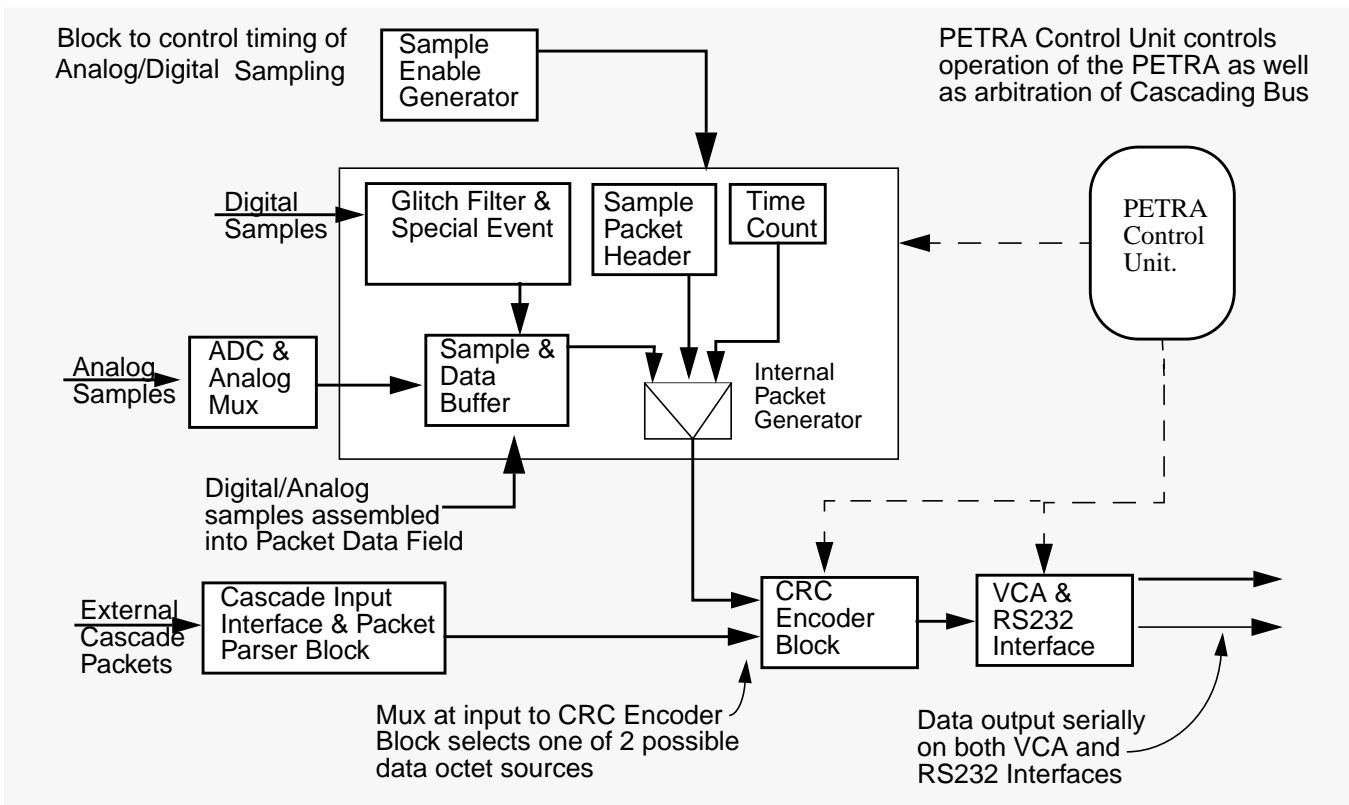 Block to control timing of
Analog/Digital Sampling
Sample
Enable
Generator
PETRA Control Unit controls
operation of the PETRA as well
as arbitration of Cascading Bus
Digital
Samples
Glitch Filter &
Special Event
Sample
Packet
Header
Time
Count
PETRA
Control
Unit.
Analog
Samples
ADC &
Analog
Mux
Sample &
Data
Buffer
Internal
Packet
Generator
Digital/Analog
samples assembled
into Packet Data Field
External
Cascade
Packets
Cascade Input
Interface & Packet
Parser Block
CRC
Encoder
Block
VCA &
RS232
Interface
Mux at input to CRC Encoder
Block selects one of 2 possible
data octet sources
Data output serially
on both VCA and
RS232 Interfaces